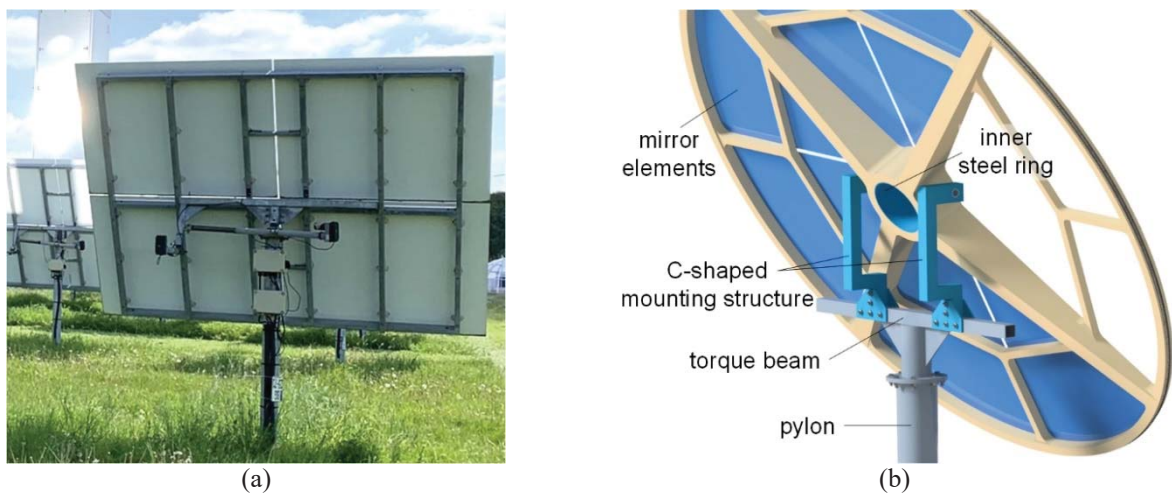 mirror
elements
inner
steel ring
C-shaped
mounting structure
torque beam
pylon
(a)
(b)